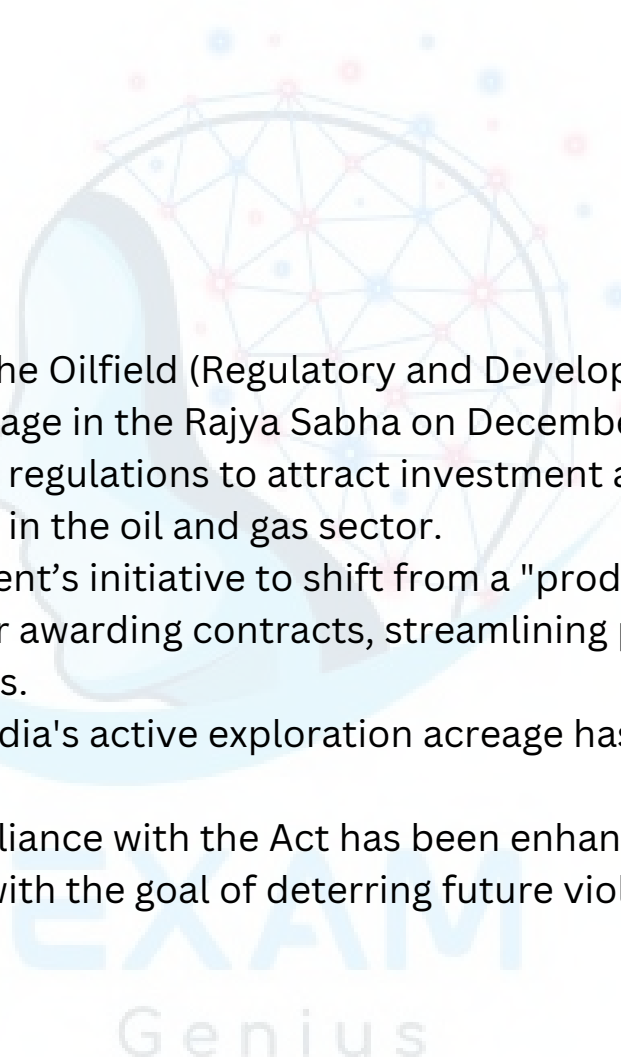 he Oilfield (Regulatory and Develop
age in the Rajya Sabha on Decembe
regulations to attract investment a
in the oil and gas sector.
ent’s initiative to shift from a "prod
r awarding contracts, streamlining p
s.
dia's active exploration acreage has
liance with the Act has been enhan
with the goal of deterring future viol
EXAM
Genius